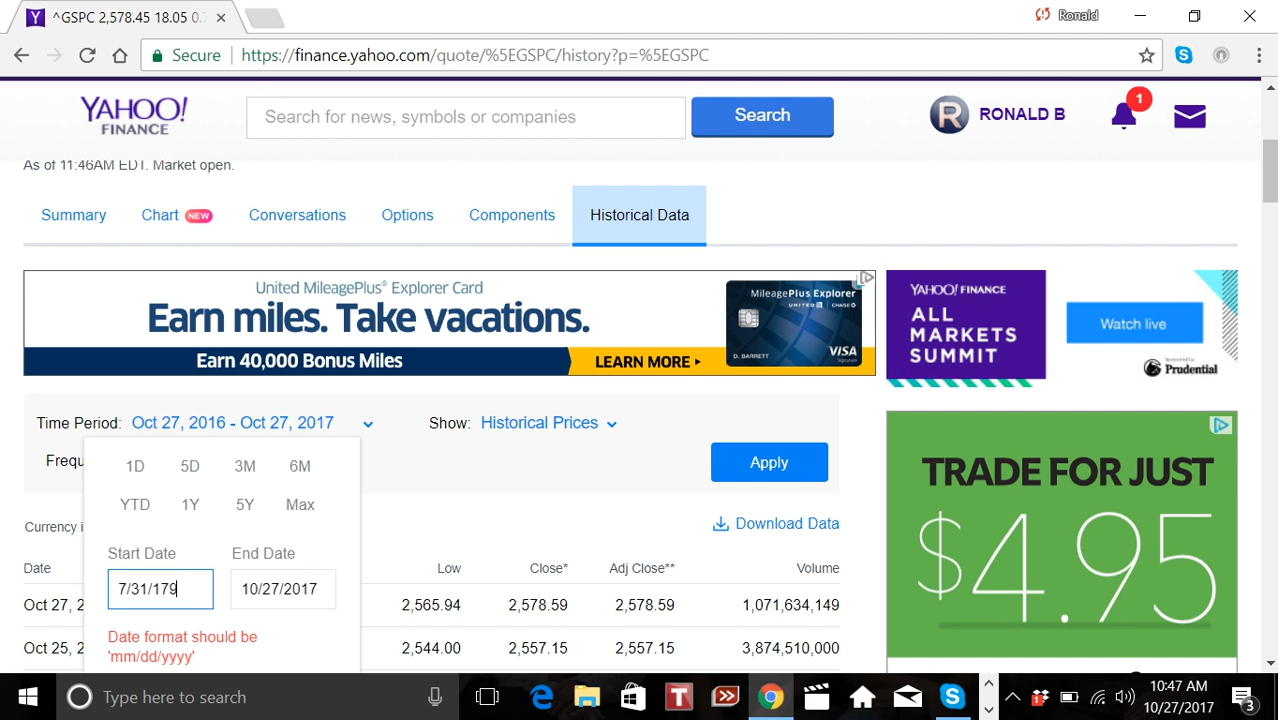 ^GSPC 2,578.45 18.05 0.
Ronald
Secure https://finance.yahoo.com/quote/%5EGSPC/history?p=%5EGSPC
YAHOO!
FINANCE
Search for news, symbols or companies
Search
R
RONALD B
1
As of 11:46AM EDT. Market open.
Summary Chart NEW Conversations Options Components Historical Data
United MileagePlus® Explorer Card
Earn miles. Take vacations.
Earn 40,000 Bonus Miles
LEARN MORE
MileagePlus Explorer
UNITED CHASE
D. BARRETT
VISA
Signature
YAHOO! FINANCE
ALL
MARKETS
SUMMIT
Watch live
Sponsored by
Prudential
Time Period: Oct 27, 2016 - Oct 27, 2017
Show: Historical Prices
Frequ
Apply
1D 5D 3M 6M
YTD 1Y 5Y Max
Start Date End Date
7/31/179 10/27/2017
Date format should be
'mm/dd/yyyy'
Currency i
Download Data
Date Low Close* Adj Close** Volume
Oct 27, 2 2,565.94 2,578.59 2,578.59 1,071,634,149
Oct 25, 2 2,544.00 2,557.15 2,557.15 3,874,510,000
TRADE FOR JUST
$4.95
Type here to search
T
10:47 AM
10/27/2017
3